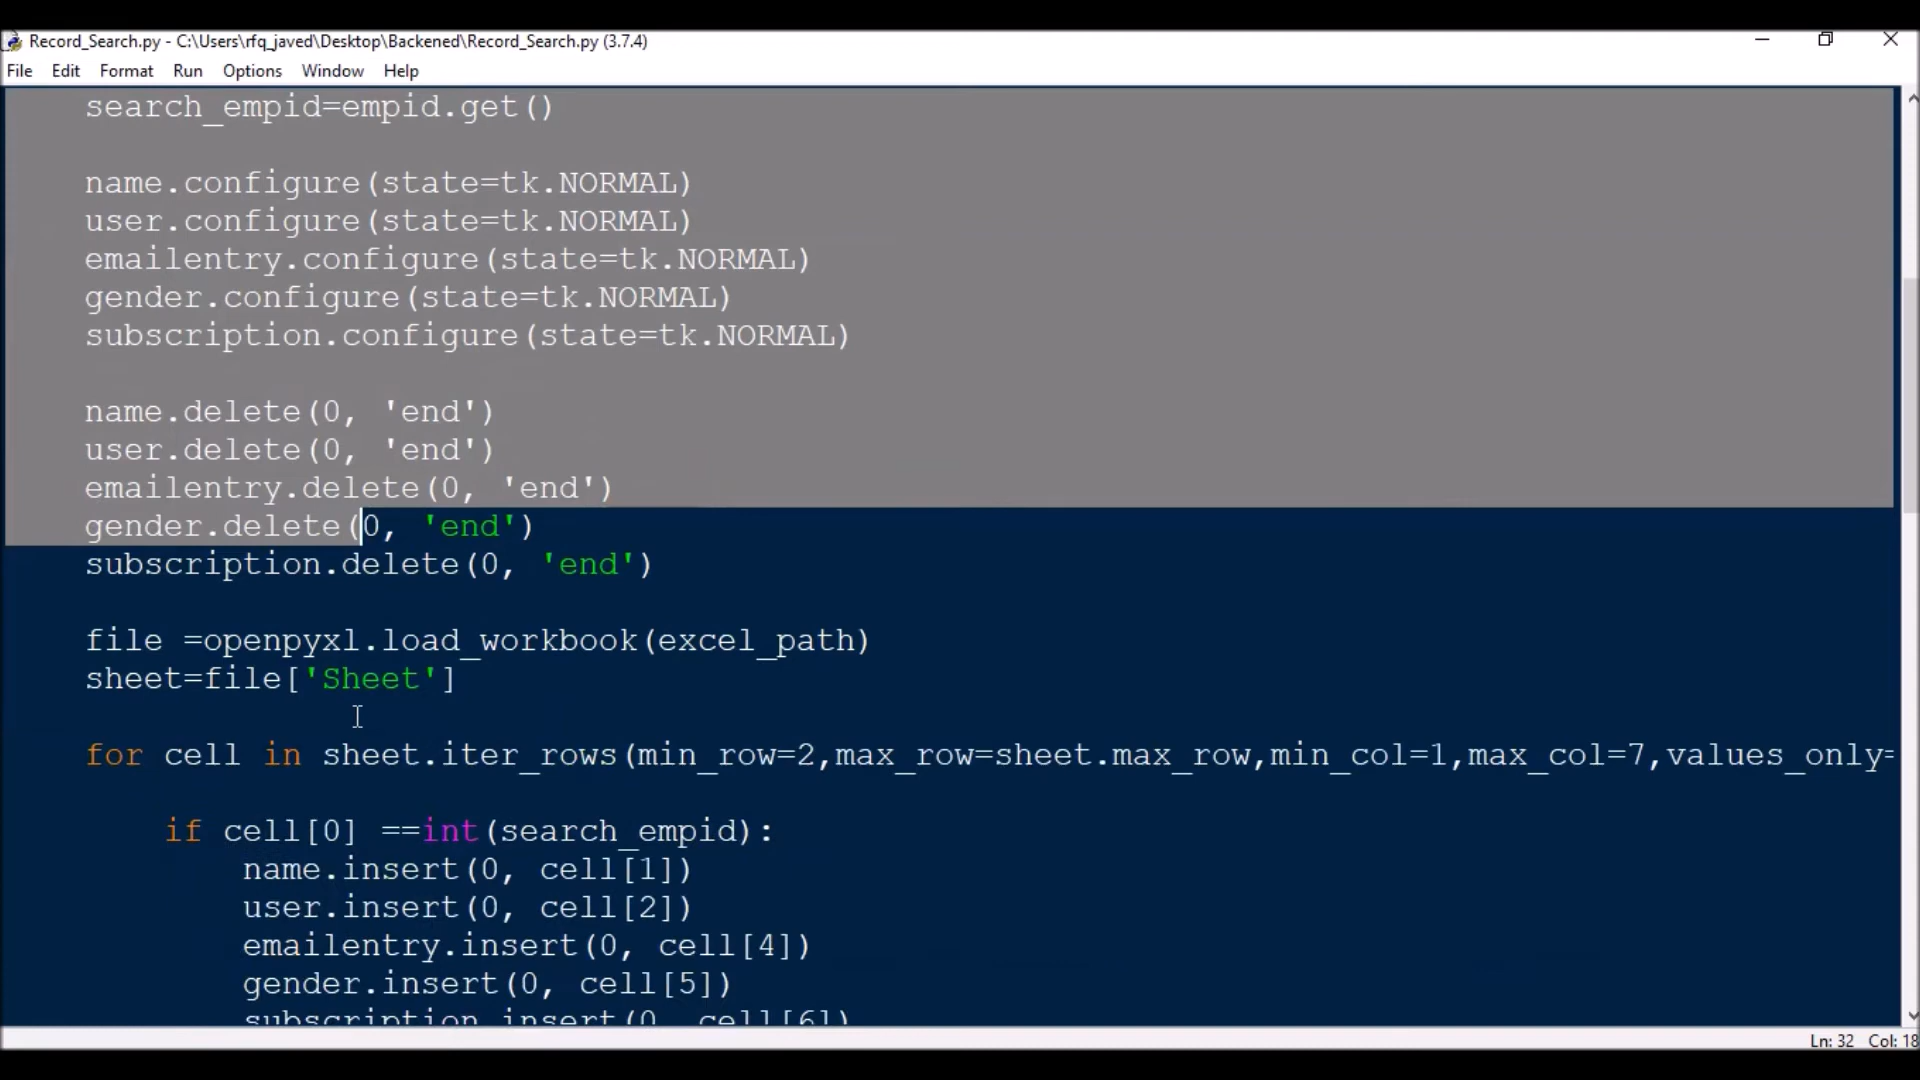 Record_Search.py - C:\Users\rfq_javed\Desktop\Backened\Record_Search.py (3.7.4)
File Edit Format Run Options Window Help
search_empid=empid.get()
name.configure(state=tk.NORMAL)
user.configure(state=tk.NORMAL)
emailentry.configure(state=tk.NORMAL)
gender.configure(state=tk.NORMAL)
subscription.configure(state=tk.NORMAL)
name.delete(0, 'end')
user.delete(0, 'end')
emailentry.delete(0, 'end')
gender.delete(0, 'end')
subscription.delete(0, 'end')
file =openpyxl.load_workbook(excel_path)
sheet=file['Sheet']
for cell in sheet.iter_rows(min_row=2,max_row=sheet.max_row,min_col=1,max_col=7,values_only=
if cell[0] ==int(search_empid):
name.insert(0, cell[1])
user.insert(0, cell[2])
emailentry.insert(0, cell[4])
gender.insert(0, cell[5])
subscription.insert(0, cell[6])
Ln: 32 Col: 18